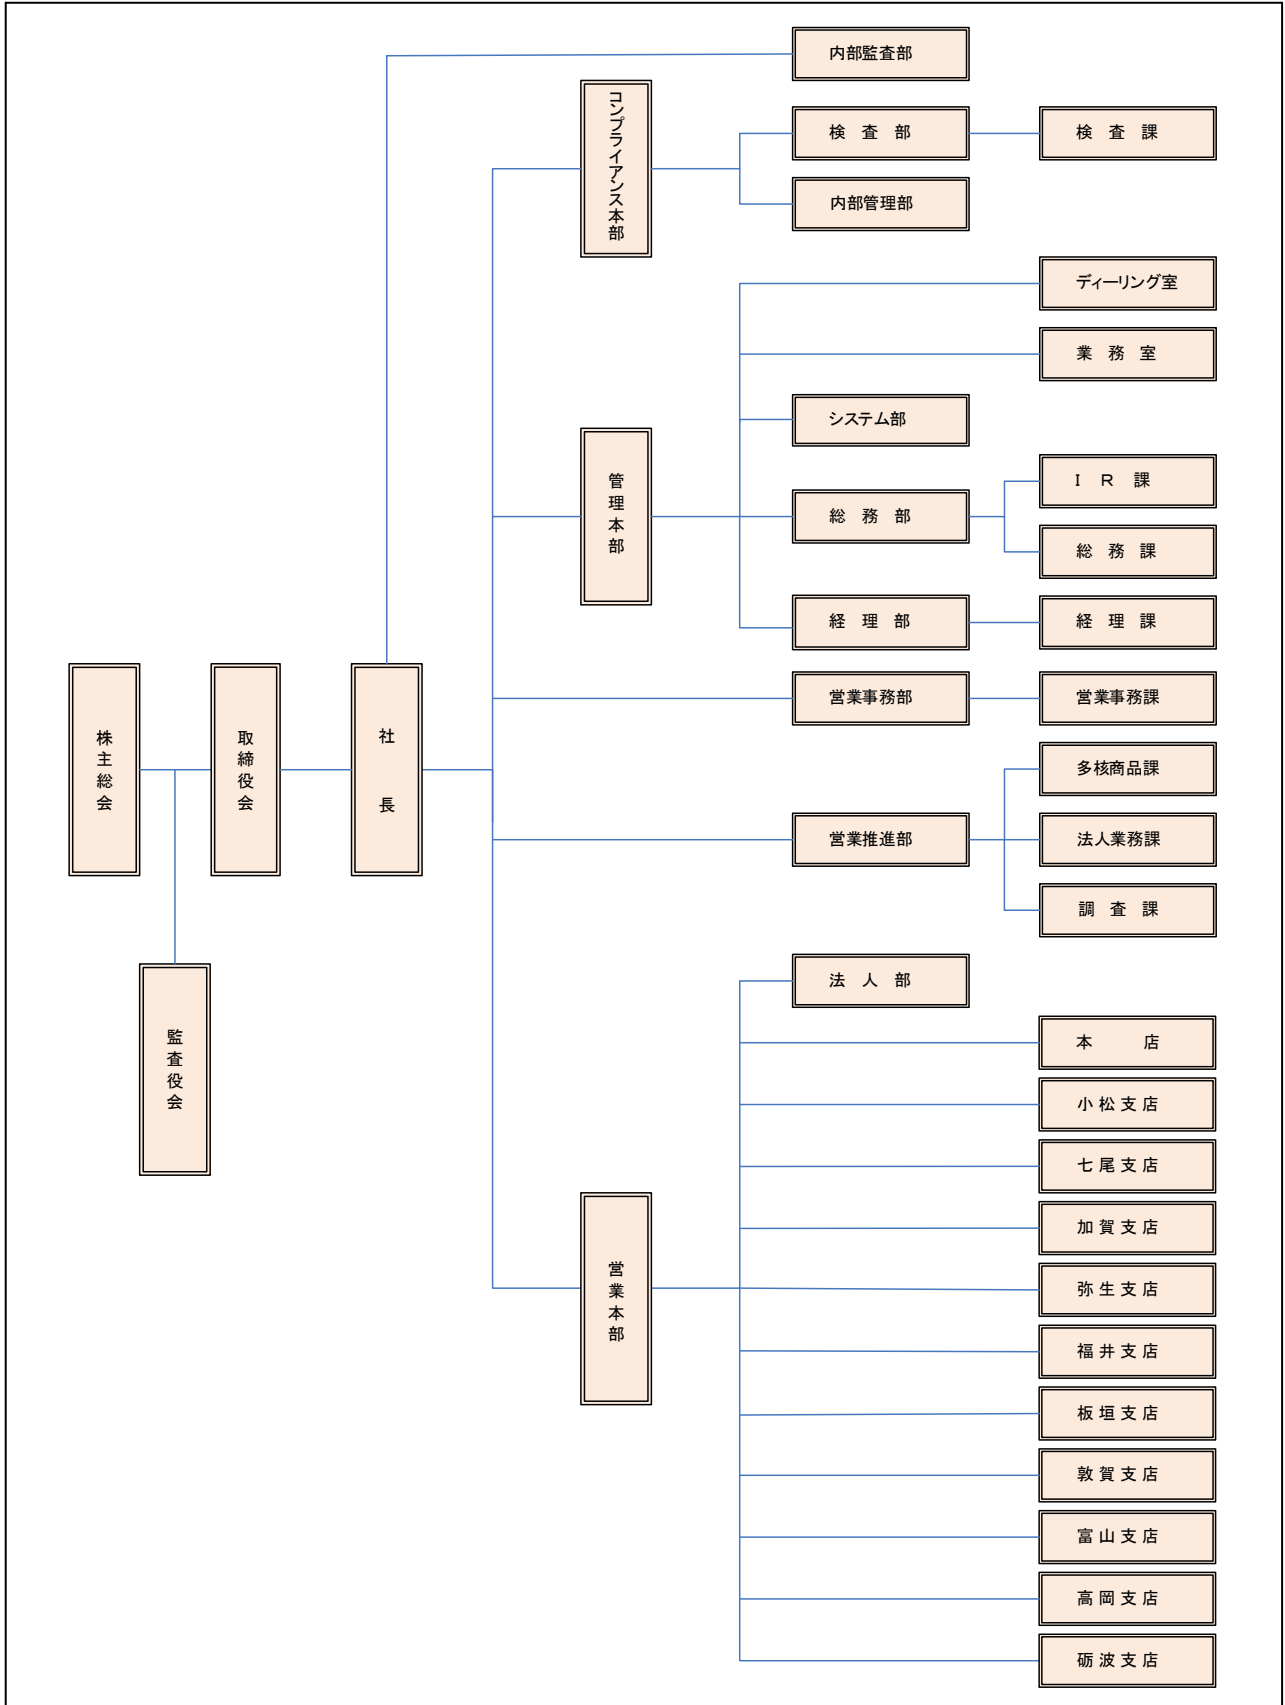 内部監査部
コンプライアンス本部
検 査 部
検 査 課
内部管理部
ディーリング室
業 務 室
システム部
管理本部
I R 課
総 務 部
総 務 課
経 理 部
経 理 課
営業事務部
営業事務課
株主総会
取締役会
社 長
多核商品課
営業推進部
法人業務課
調 査 課
法 人 部
監査役会
本 店
小 松 支 店
七 尾 支 店
加 賀 支 店
営業本部
弥 生 支 店
福 井 支 店
板 垣 支 店
敦 賀 支 店
富 山 支 店
高 岡 支 店
砺 波 支 店